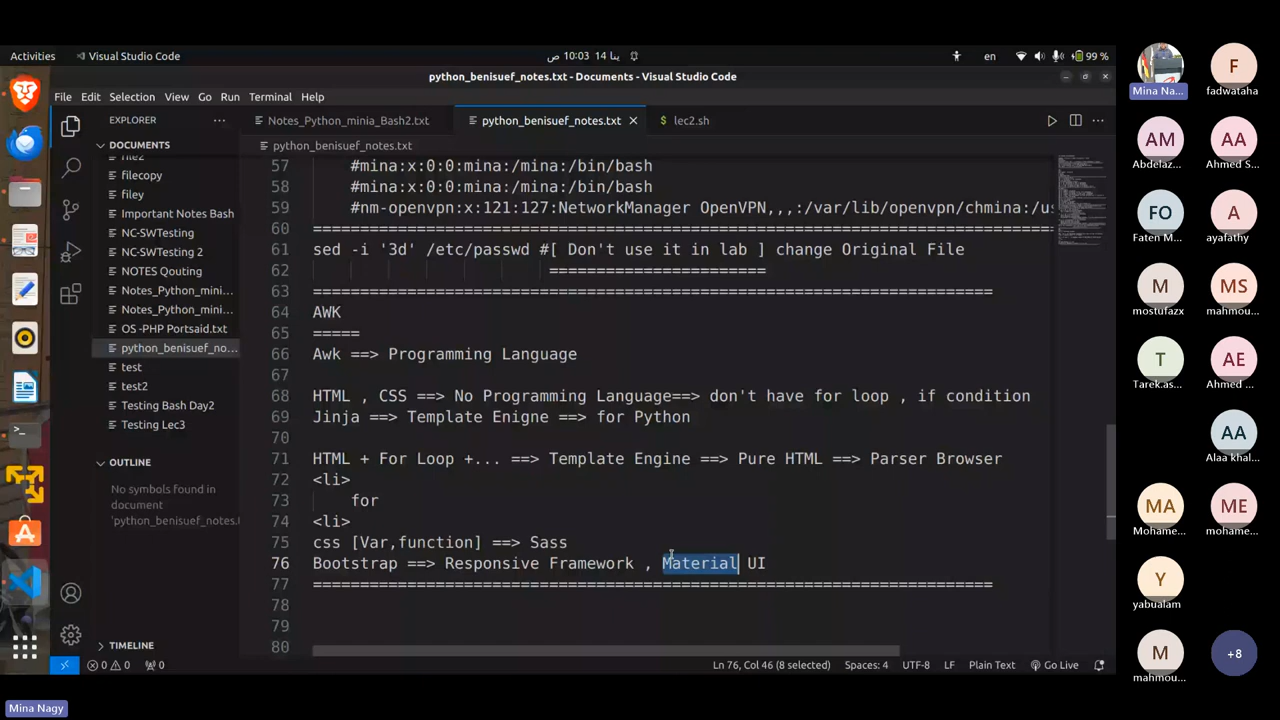 Activities
Visual Studio Code
ص 10:03 14 ينا
en
99 %
python_benisuef_notes.txt - Documents - Visual Studio Code
File Edit Selection View Go Run Terminal Help
EXPLORER
Notes_Python_minia_Bash2.txt
python_benisuef_notes.txt
lec2.sh
DOCUMENTS
python_benisuef_notes.txt
file2
filecopy
filey
Important Notes Bash
NC-SWTesting
NC-SWTesting 2
NOTES Qouting
Notes_Python_mini...
Notes_Python_mini...
OS -PHP Portsaid.txt
python_benisuef_no...
test
test2
Testing Bash Day2
Testing Lec3
OUTLINE
No symbols found in
document
'python_benisuef_notes.t
TIMELINE
57 #mina:x:0:0:mina:/mina:/bin/bash
58 #mina:x:0:0:mina:/mina:/bin/bash
59 #nm-openvpn:x:121:127:NetworkManager OpenVPN,,,:/var/lib/openvpn/chmina:/us
60 ===============================================================================
61 sed -i '3d' /etc/passwd #[ Don't use it in lab ] change Original File
62 =======================
63 ========================================================================
64 AWK
65 =====
66 Awk ==> Programming Language
67
68 HTML , CSS ==> No Programming Language==> don't have for loop , if condition
69 Jinja ==> Template Enigne ==> for Python
70
71 HTML + For Loop +... ==> Template Engine ==> Pure HTML ==> Parser Browser
72 <li>
73 for
74 <li>
75 css [Var,function] ==> Sass
76 Bootstrap ==> Responsive Framework , Material UI
77 ========================================================================
78
79
80
0 0 0
Ln 76, Col 46 (8 selected)
Spaces: 4
UTF-8
LF
Plain Text
Go Live
Mina Na...
F
fadwataha
AM
Abdelaz...
AA
Ahmed S...
FO
Faten M...
A
ayafathy
M
mostufazx
MS
mahmou...
T
Tarek.as...
AE
Ahmed ...
AA
Alaa khal...
MA
Mohame...
ME
mohame...
Y
yabualam
M
mahmou...
+8
Mina Nagy